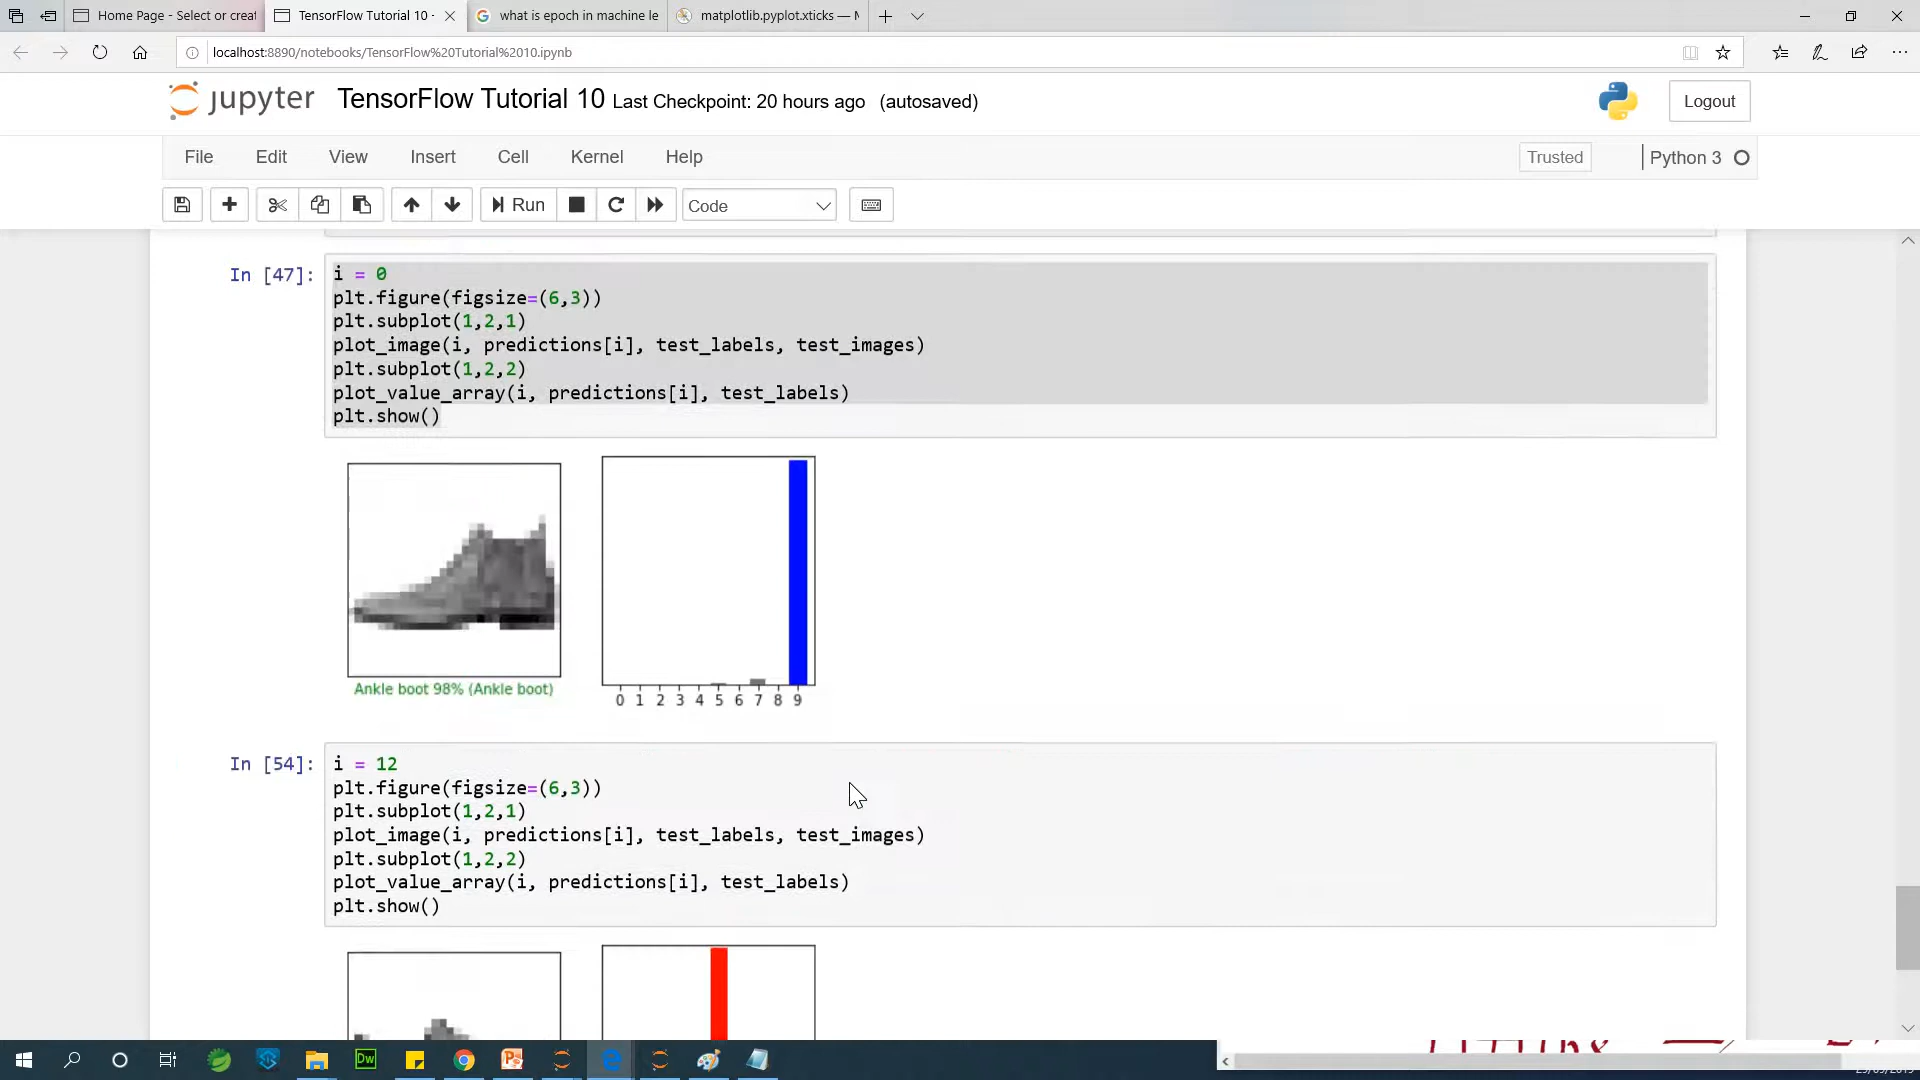 Home Page - Select or creat
TensorFlow Tutorial 10 -
what is epoch in machine le
matplotlib.pyplot.xticks — M
localhost:8890/notebooks/TensorFlow%20Tutorial%2010.ipynb
jupyter TensorFlow Tutorial 10 Last Checkpoint: 20 hours ago (autosaved)
Logout
File Edit View Insert Cell Kernel Help
Trusted
Python 3
Run
Code
In [47]:
i = 0
plt.figure(figsize=(6,3))
plt.subplot(1,2,1)
plot_image(i, predictions[i], test_labels, test_images)
plt.subplot(1,2,2)
plot_value_array(i, predictions[i], test_labels)
plt.show()
Ankle boot 98% (Ankle boot)
0 1 2 3 4 5 6 7 8 9
In [54]:
i = 12
plt.figure(figsize=(6,3))
plt.subplot(1,2,1)
plot_image(i, predictions[i], test_labels, test_images)
plt.subplot(1,2,2)
plot_value_array(i, predictions[i], test_labels)
plt.show()
Dw